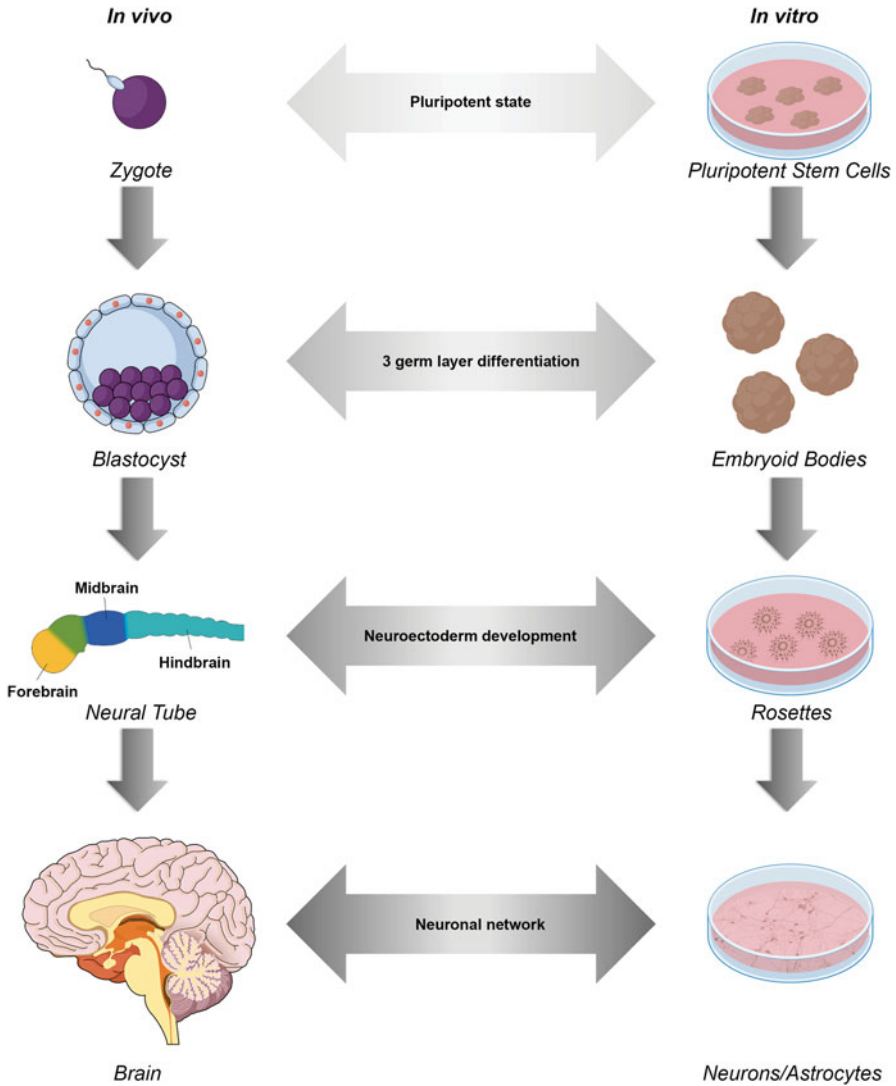 In vivo
In vitro
Pluripotent state
Zygote
Pluripotent Stem Cells
3 germ layer differentiation
Blastocyst
Embryoid Bodies
Midbrain
Neuroectoderm development
Hindbrain
Forebrain
Neural Tube
Rosettes
Neuronal network
Brain
Neurons/Astrocytes